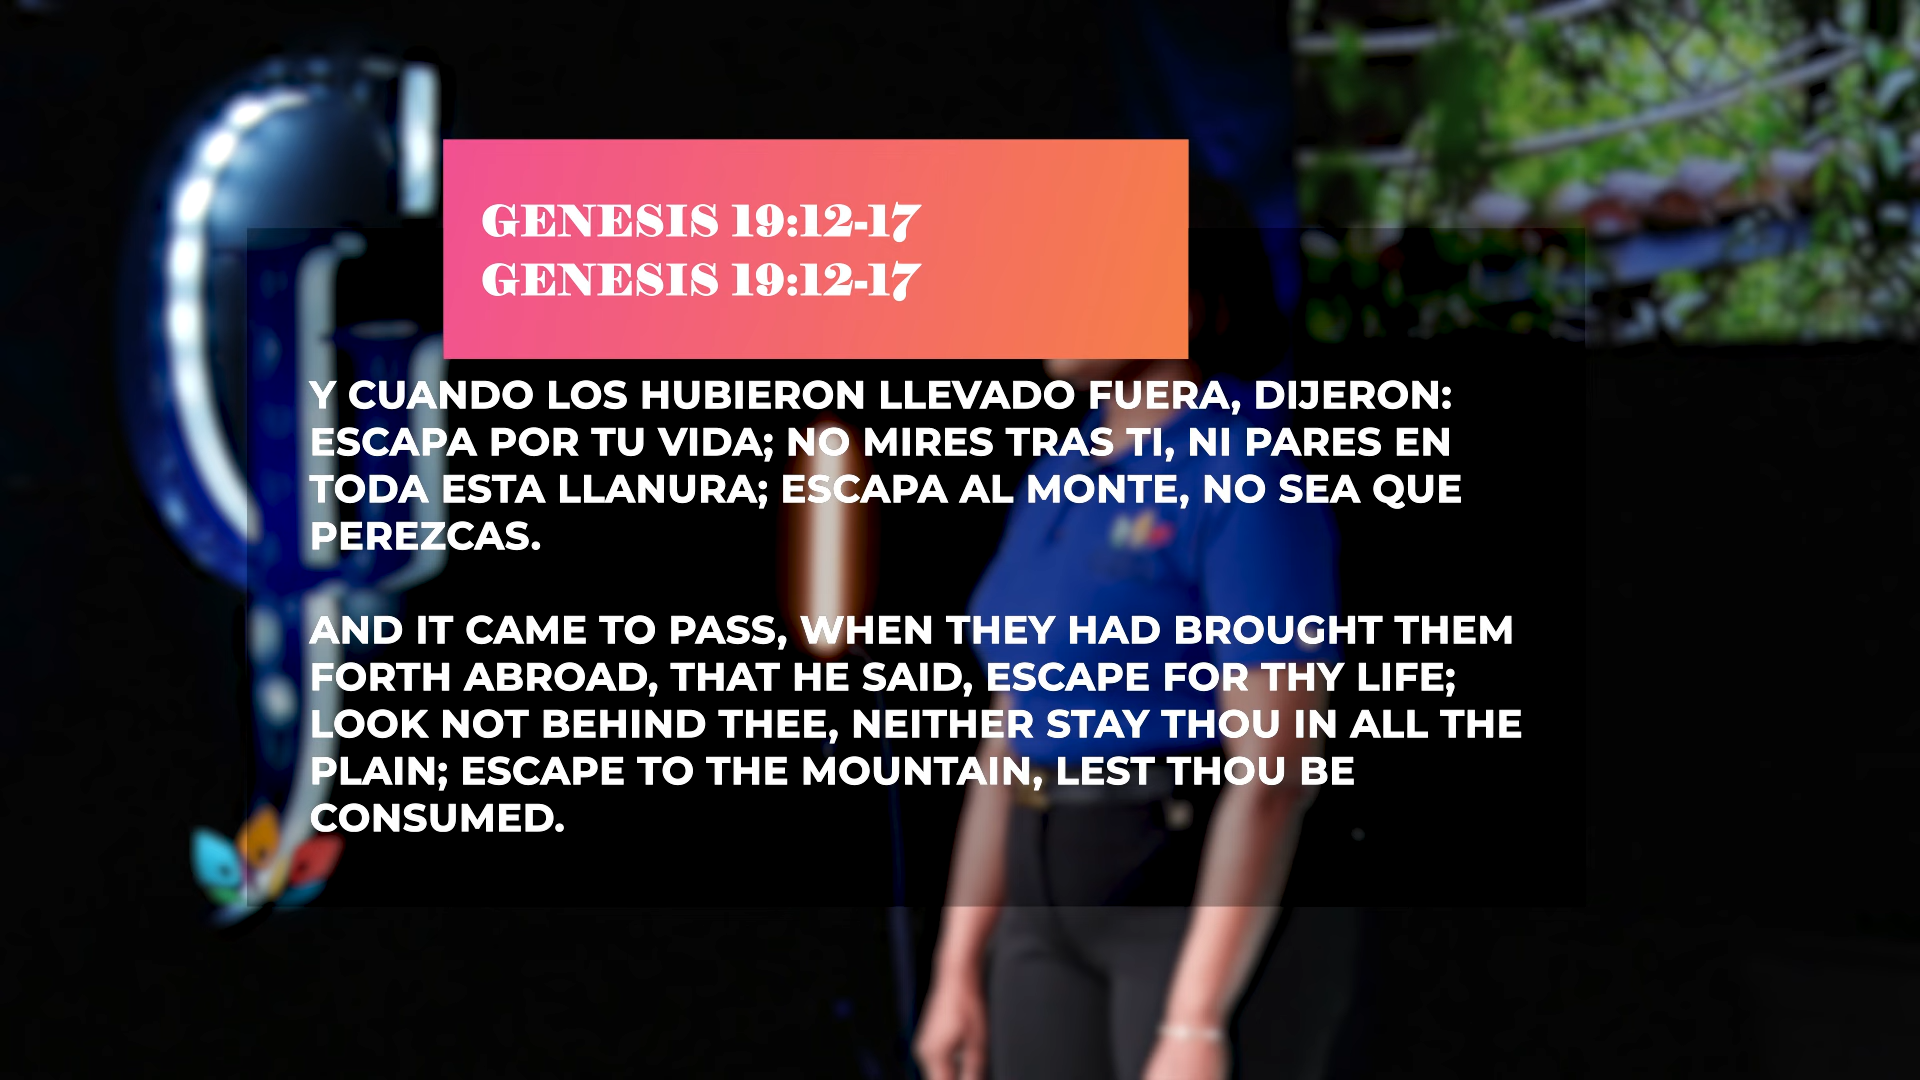 GENESIS 19:12-17
GENESIS 19:12-17
Y CUANDO LOS HUBIERON LLEVADO FUERA, DIJERON:
ESCAPA POR TU VIDA; NO MIRES TRAS TI, NI PARES EN
TODA ESTA LLANURA; ESCAPA AL MONTE, NO SEA QUE
PEREZCAS.
AND IT CAME TO PASS, WHEN THEY HAD BROUGHT THEM
FORTH ABROAD, THAT HE SAID, ESCAPE FOR THY LIFE;
LOOK NOT BEHIND THEE, NEITHER STAY THOU IN ALL THE
PLAIN; ESCAPE TO THE MOUNTAIN, LEST THOU BE
CONSUMED.